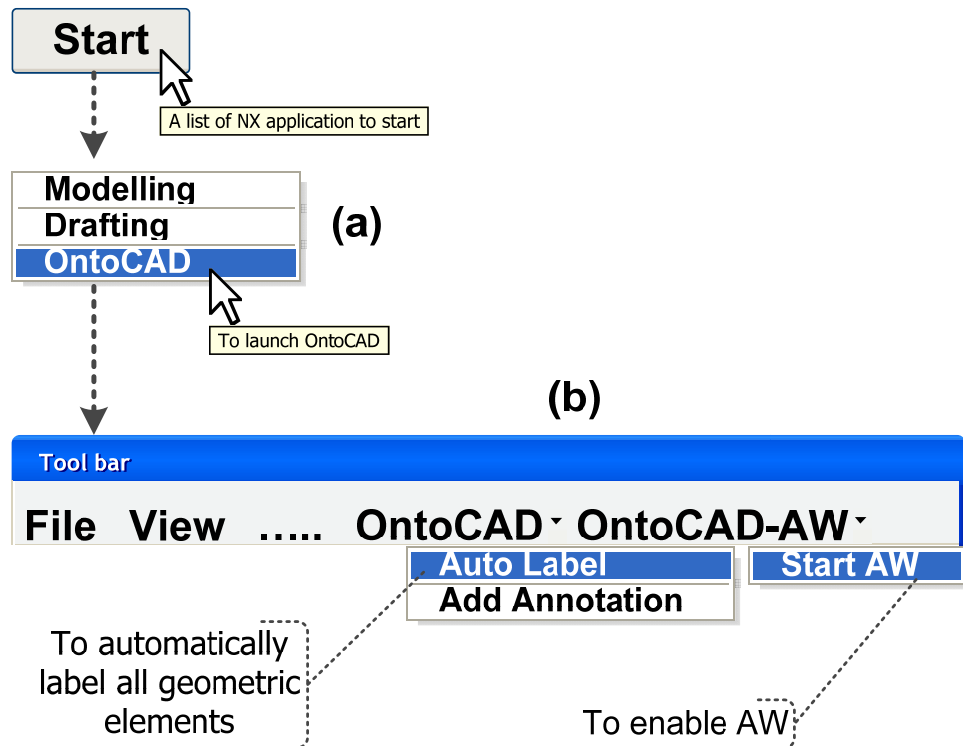 Start
A list of NX application to start
Modelling
Drafting
OntoCAD
(a)
To launch OntoCAD
(b)
Tool bar
File View ..... OntoCAD OntoCAD-AW
Auto Label Start AW
Add Annotation
To automatically
label all geometric
elements
To enable AW